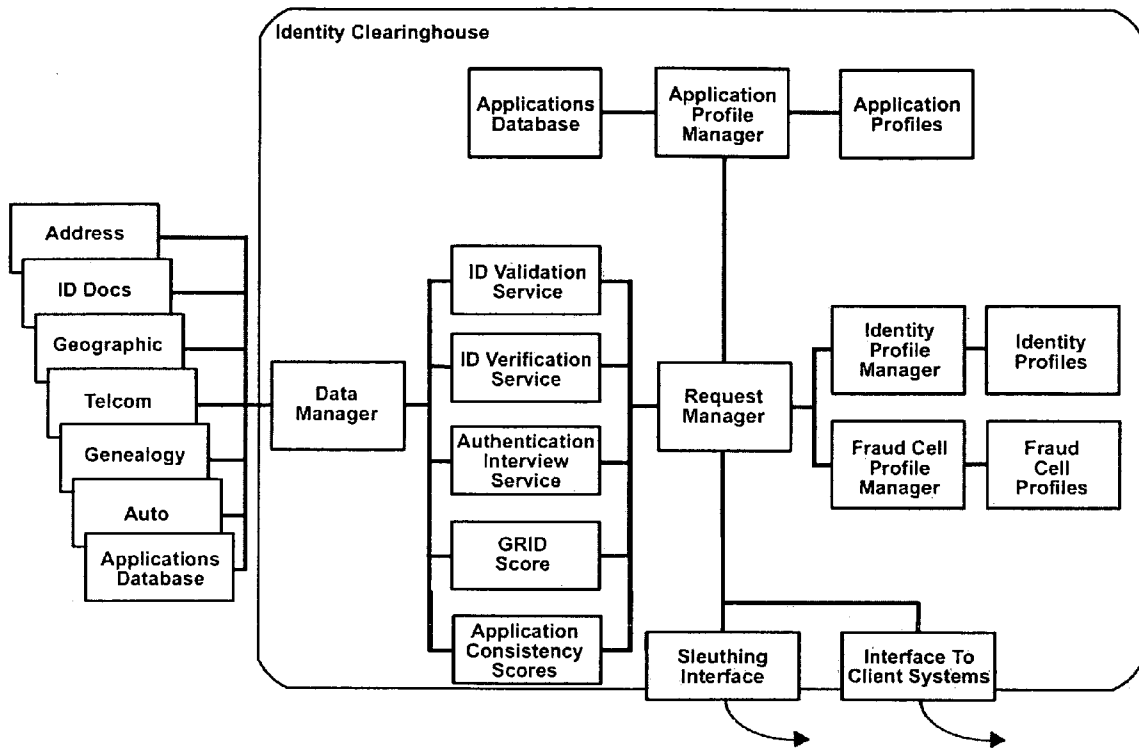 Identity Clearinghouse
Applications
Database
Application
Profile
Manager
Application
Profiles
Address
ID Docs
Geographic
Telcom
Genealogy
Auto
Applications
Database
Data
Manager
ID Validation
Service
ID Verification
Service
Authentication
Interview
Service
GRID
Score
Application
Consistency
Scores
Request
Manager
Identity
Profile
Manager
Identity
Profiles
Fraud Cell
Profile
Manager
Fraud
Cell
Profiles
Sleuthing
Interface
Interface To
Client Systems